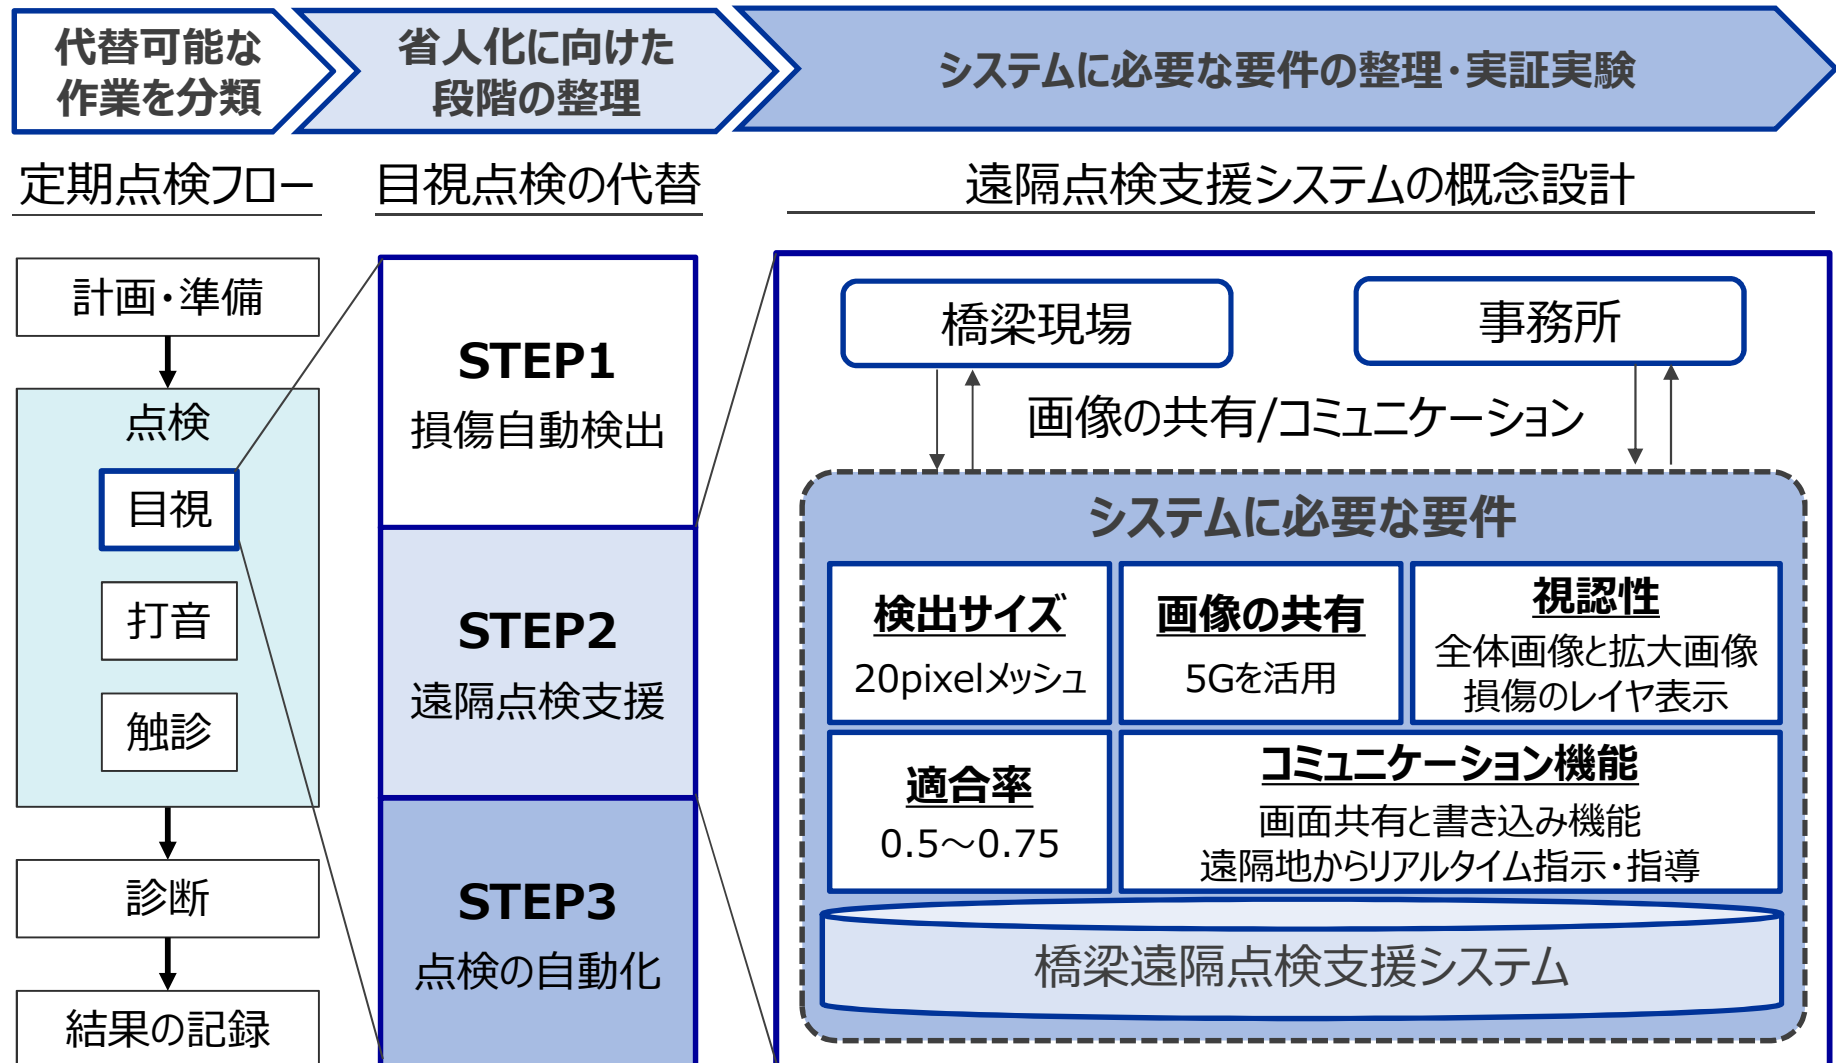 代替可能な
作業を分類
省人化に向けた
段階の整理
システムに必要な要件の整理・実証実験
定期点検フロー
目視点検の代替
遠隔点検支援システムの概念設計
計画・準備
点検
目視
打音
触診
診断
結果の記録
STEP1
損傷自動検出
STEP2
遠隔点検支援
STEP3
点検の自動化
橋梁現場
事務所
画像の共有/コミュニケーション
システムに必要な要件
検出サイズ
20pixelメッシュ
画像の共有
5Gを活用
視認性
全体画像と拡大画像
損傷のレイヤ表示
適合率
0.5～0.75
コミュニケーション機能
画面共有と書き込み機能
遠隔地からリアルタイム指示・指導
橋梁遠隔点検支援システム